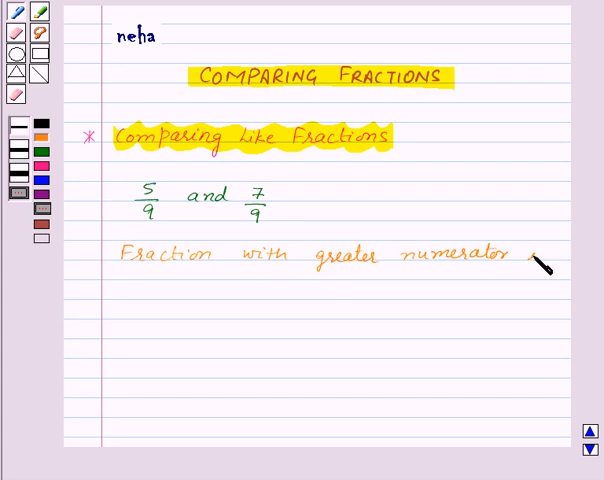 neha
COMPARING FRACTIONS
* Comparing Like Fractions
5/9 and 7/9
Fraction with greater numerator